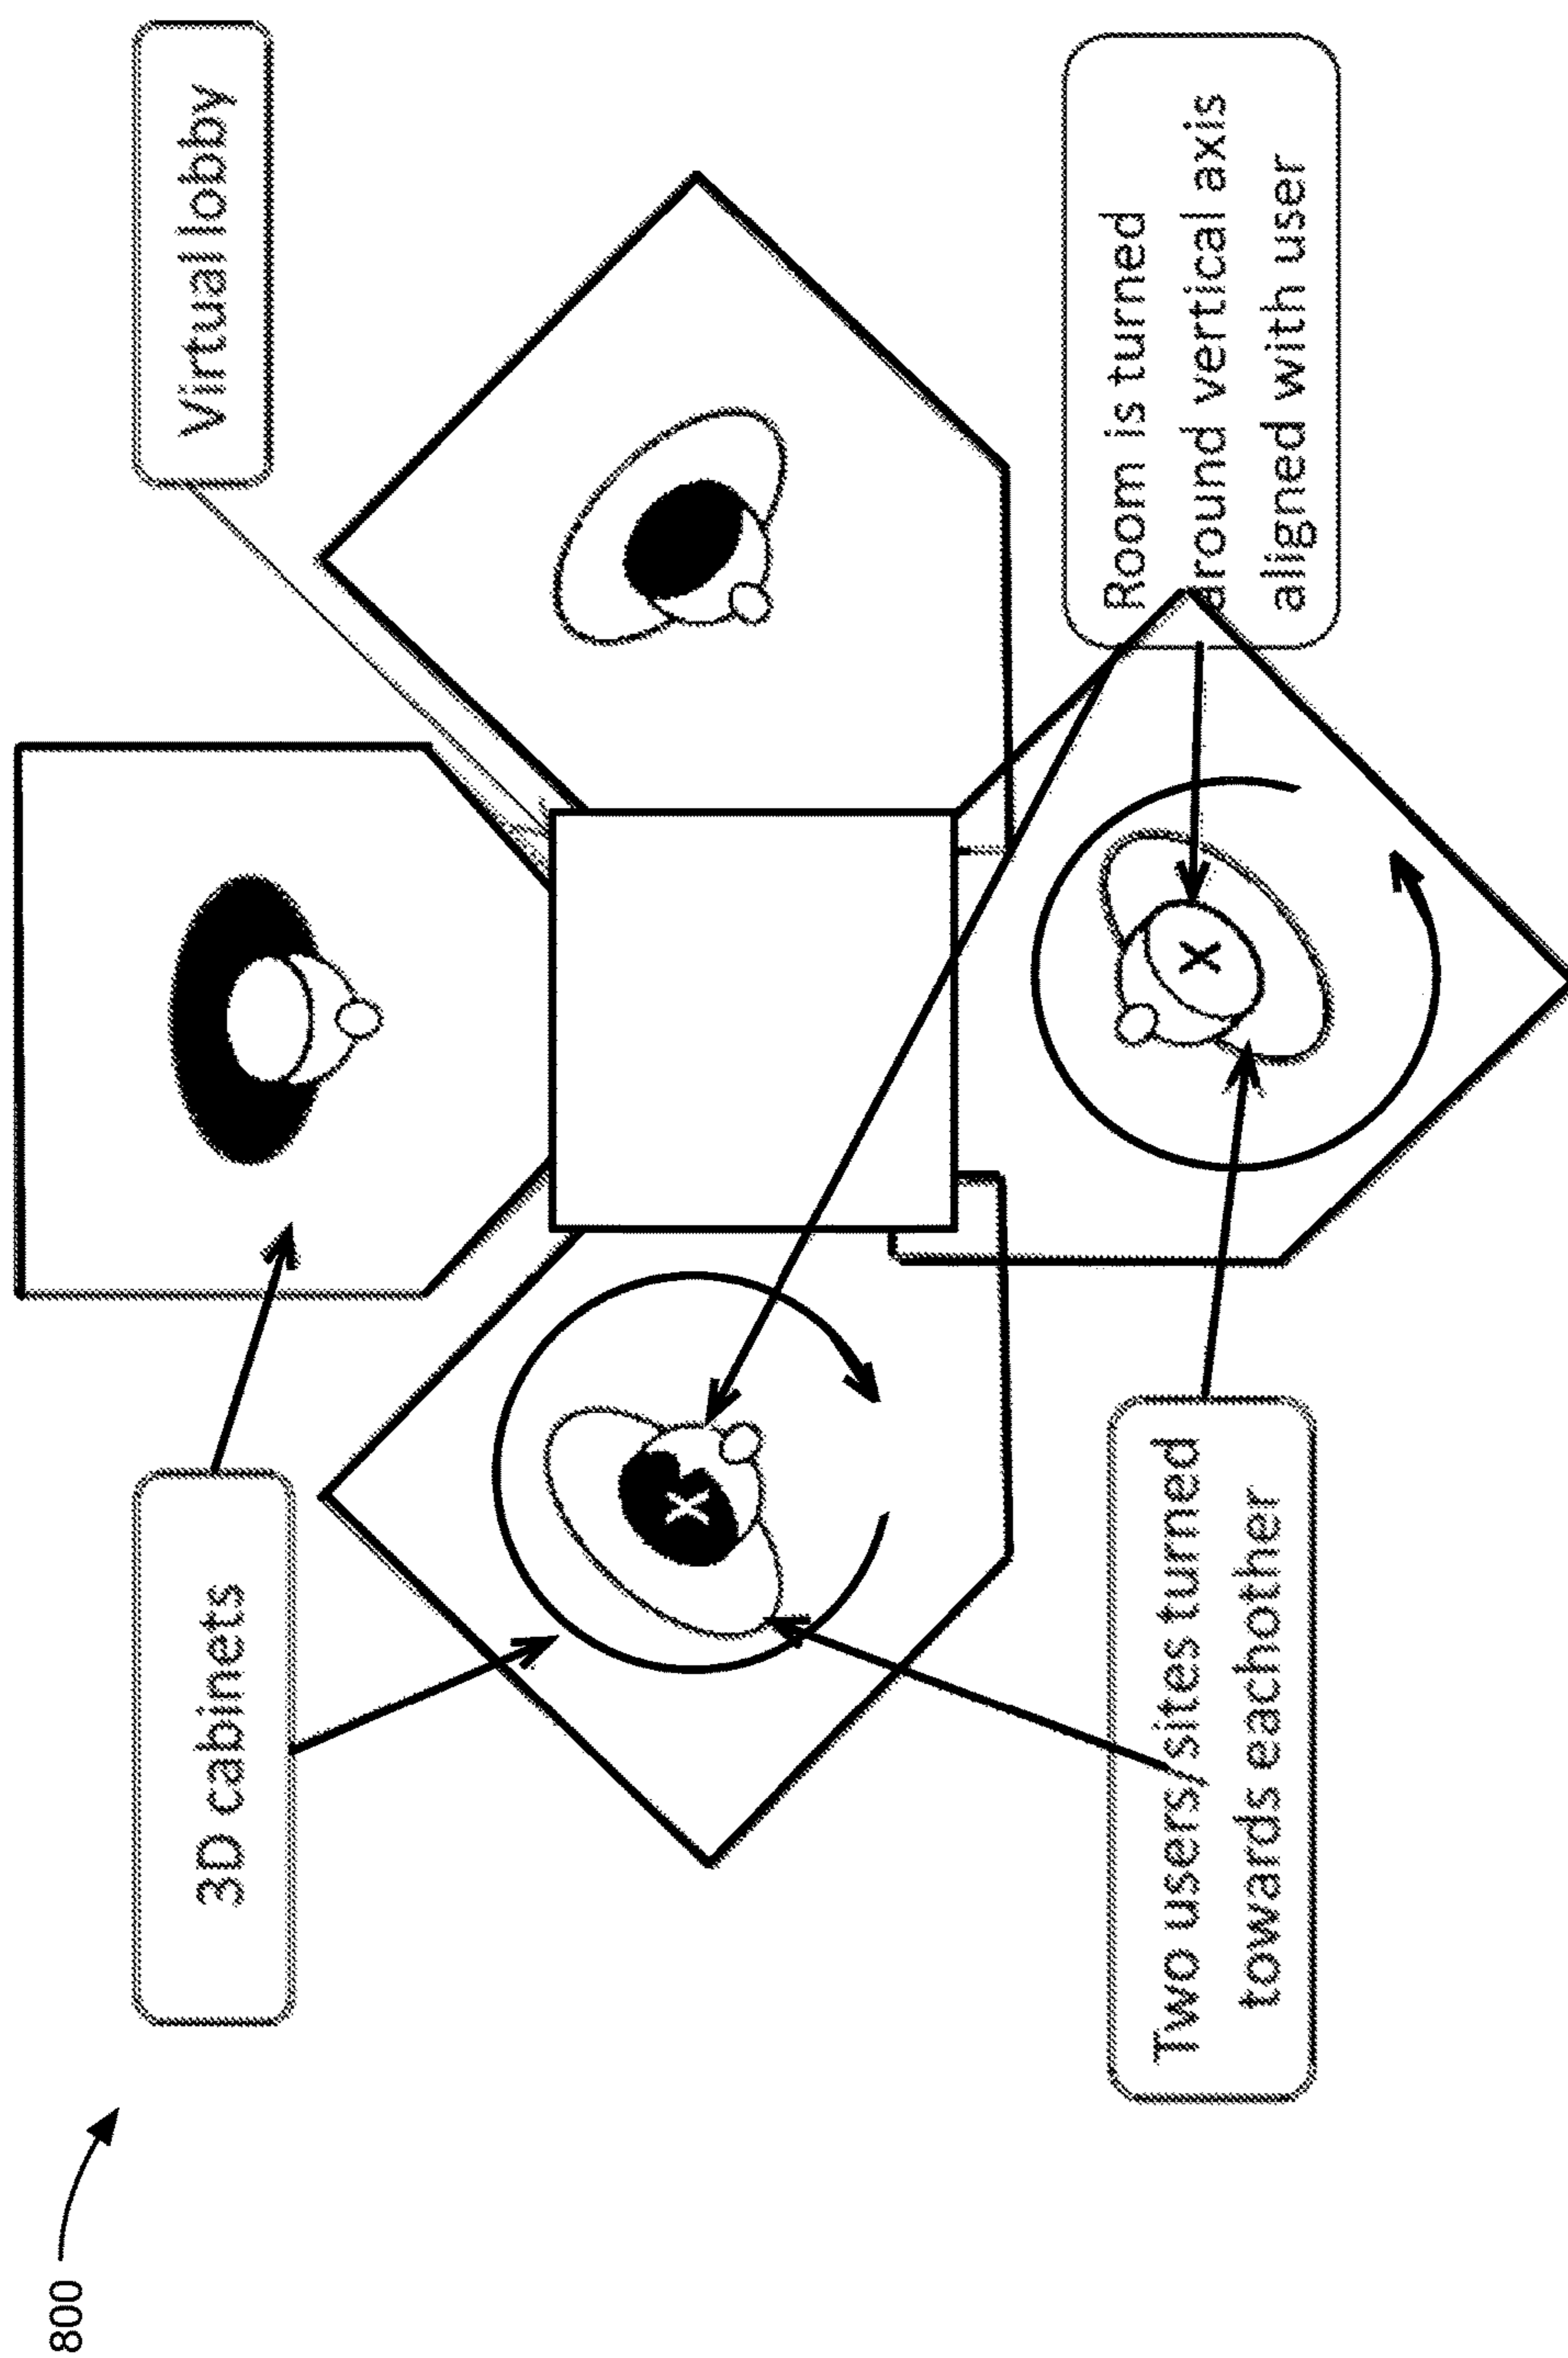 800
3D cabinets
Virtual lobby
X
Two users/sites turned
towards eachother
X
Room is turned
around vertical axis
aligned with user